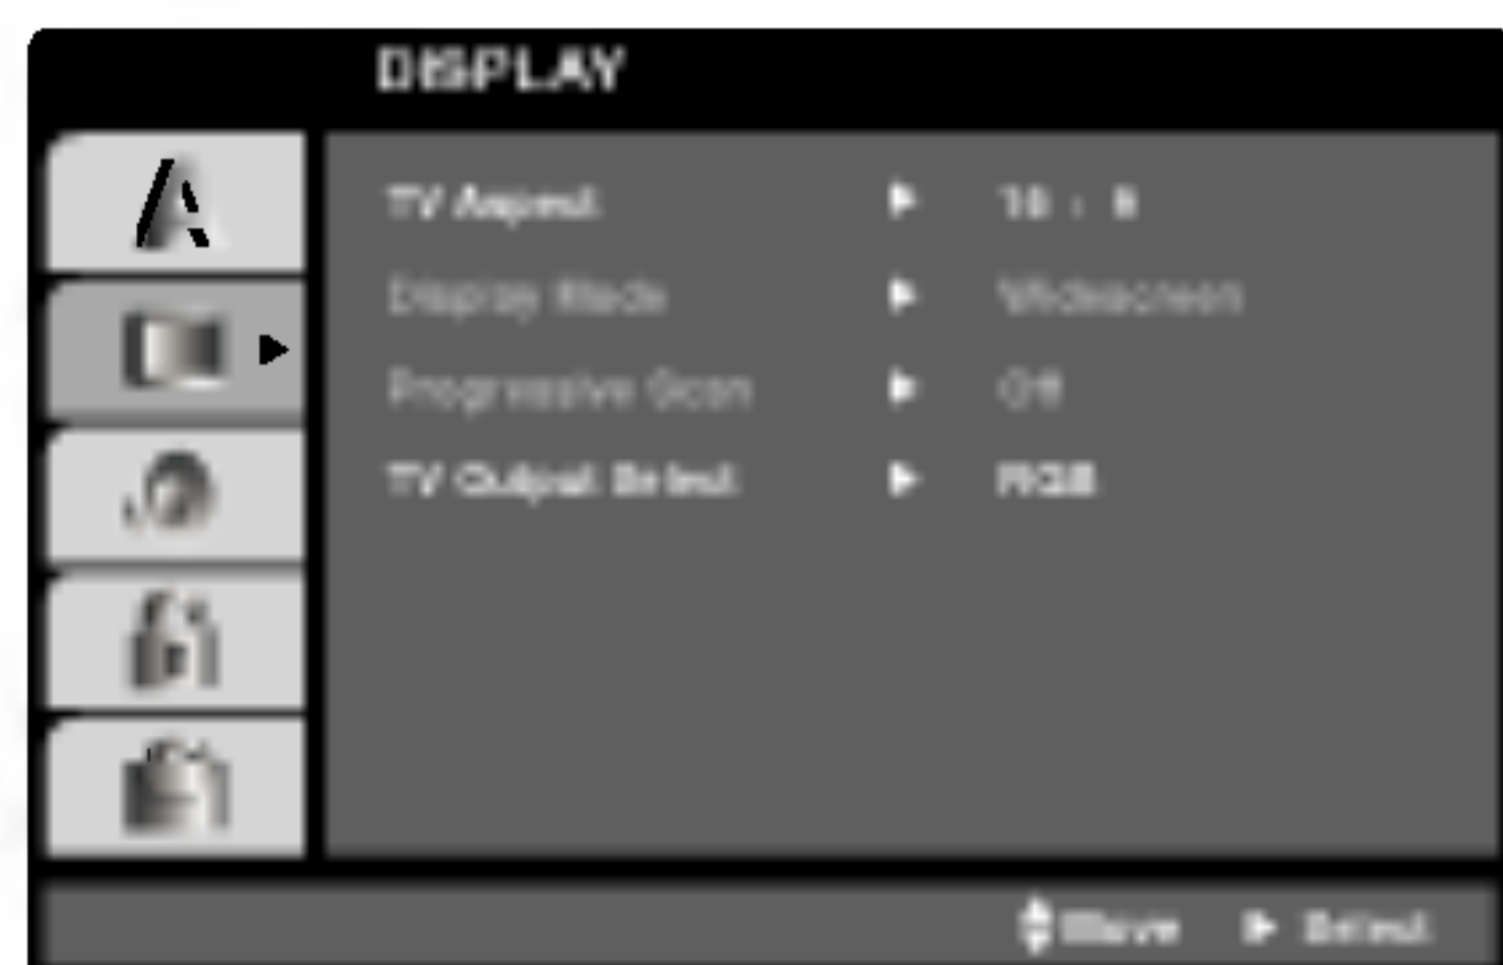 DISPLAY
TV Aspect 16 : 9
Display Mode Widescreen
Progressive Scan Off
TV Output Select RGB
Move Select